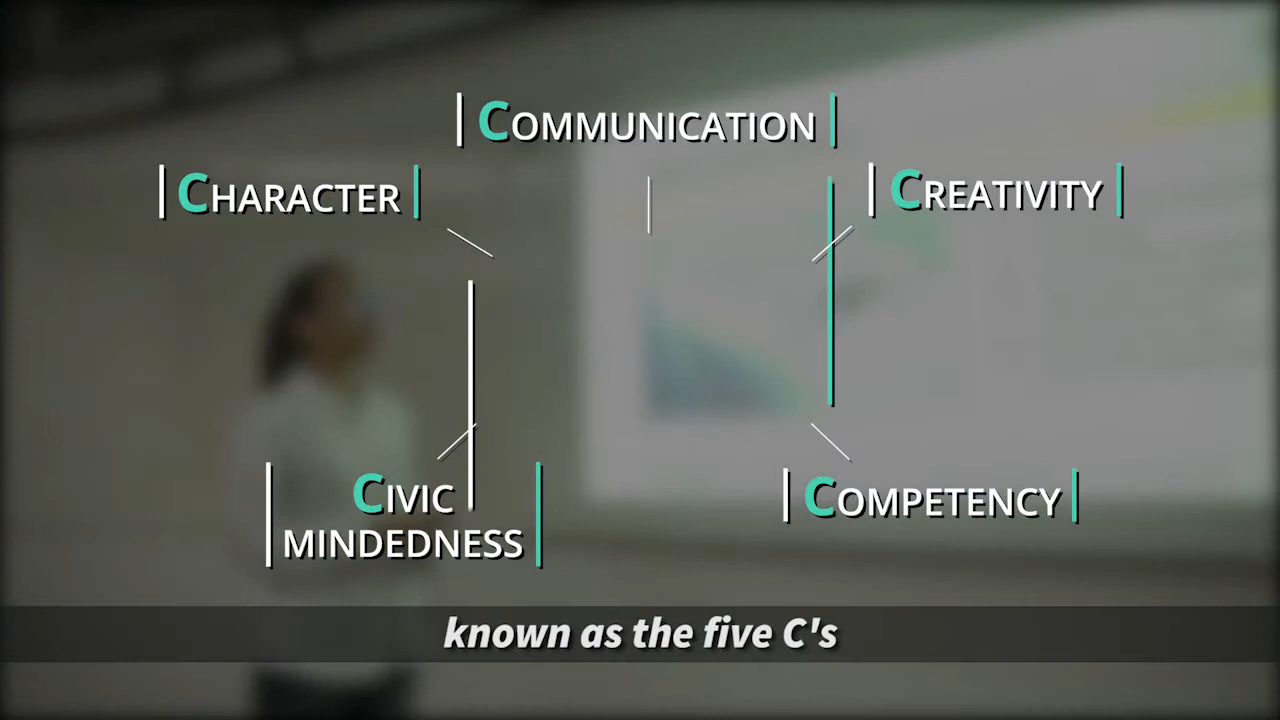 COMMUNICATION
CHARACTER
CREATIVITY
CIVIC
MINDEDNESS
COMPETENCY
known as the five C's